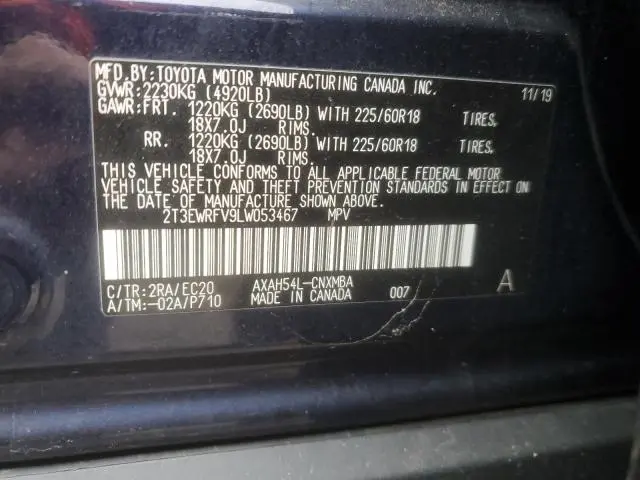 MFD.BY:TOYOTA MOTOR MANUFACTURING CANADA INC.
GVWR:2230KG (4920LB) 11/19
GAWR:FRT. 1220KG (2690LB) WITH 225/60R18 TIRES,
18X7.0J RIMS.
RR. 1220KG (2690LB) WITH 225/60R18 TIRES,
18X7.0J RIMS.
THIS VEHICLE CONFORMS TO ALL APPLICABLE FEDERAL MOTOR
VEHICLE SAFETY AND THEFT PREVENTION STANDARDS IN EFFECT ON
THE DATE OF MANUFACTURE SHOWN ABOVE.
2T3EWRFV9LW053467 MPV
C/TR:2RA/EC20 AXAH54L-CNXMBA
A/TM:-02A/P710 MADE IN CANADA 007 A